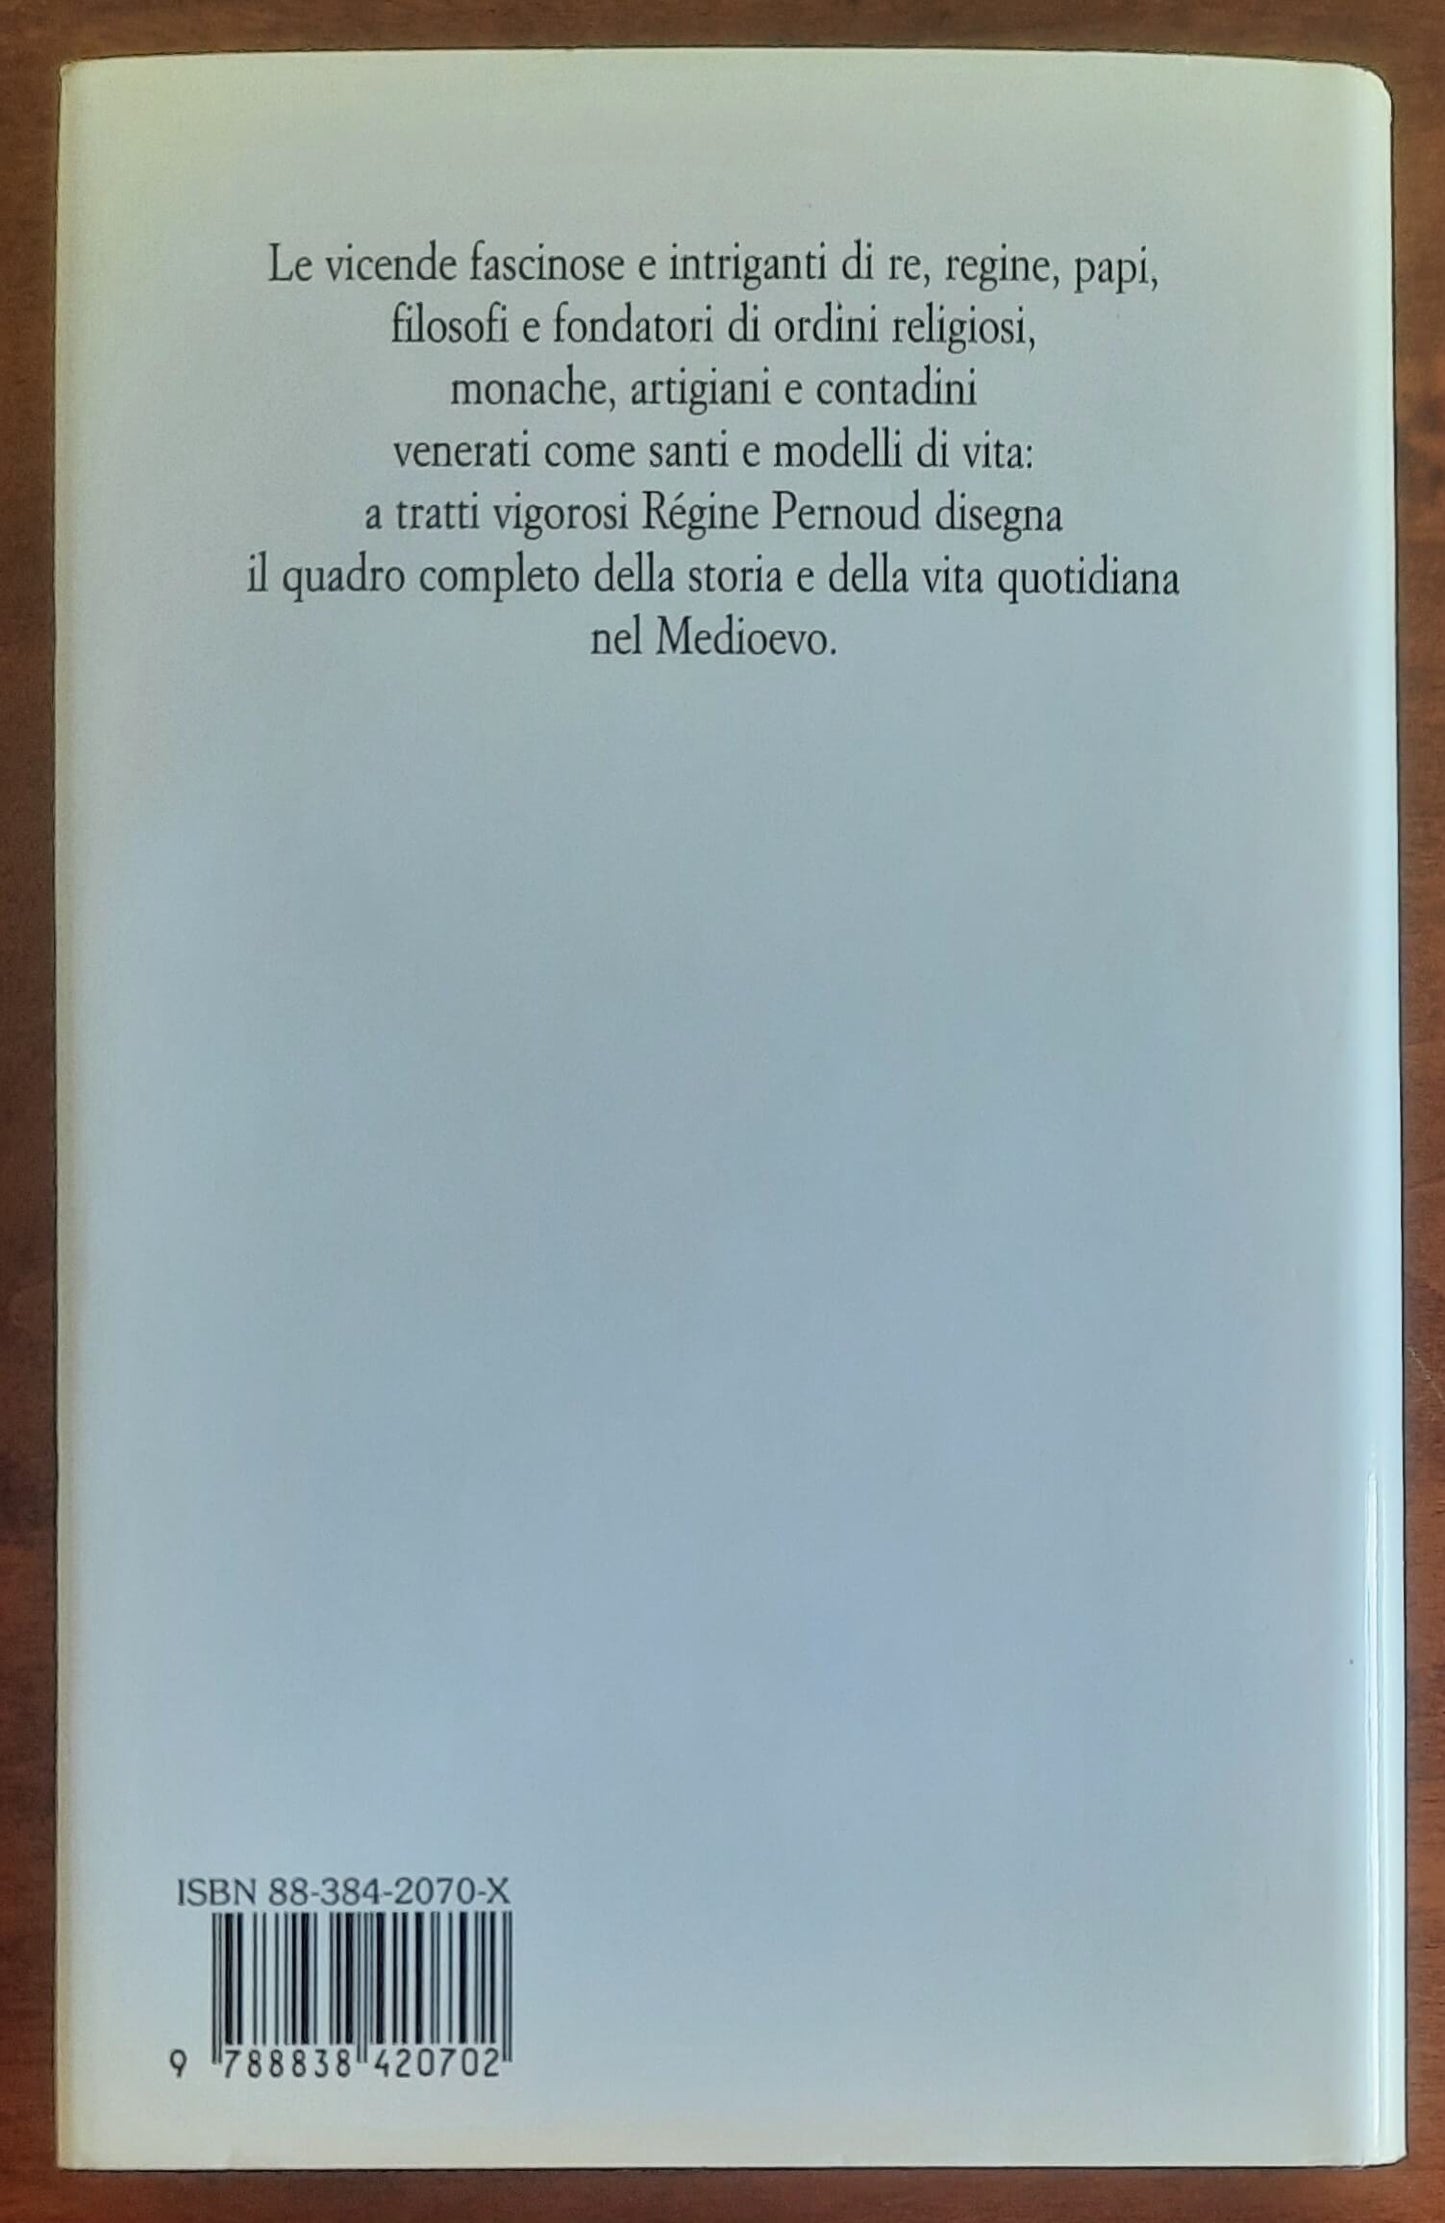 Le vicende fascinose e intriganti di re, regine, papi,
filosofi e fondatori di ordini religiosi,
monache, artigiani e contadini
venerati come santi e modelli di vita:
a tratti vigorosi Régine Pernoud disegna
il quadro completo della storia e della vita quotidiana
nel Medioevo.
ISBN 88-384-2070-X
9 788838 420702